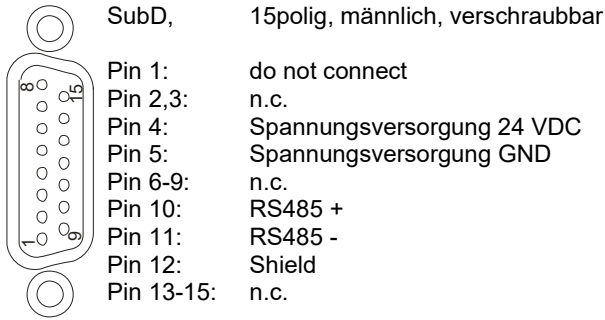 SubD, 15polig, männlich, verschraubbar
Pin 1: do not connect
Pin 2,3: n.c.
Pin 4: Spannungsversorgung 24 VDC
Pin 5: Spannungsversorgung GND
Pin 6-9: n.c.
Pin 10: RS485 +
Pin 11: RS485 -
Pin 12: Shield
Pin 13-15: n.c.
8
15
1
9